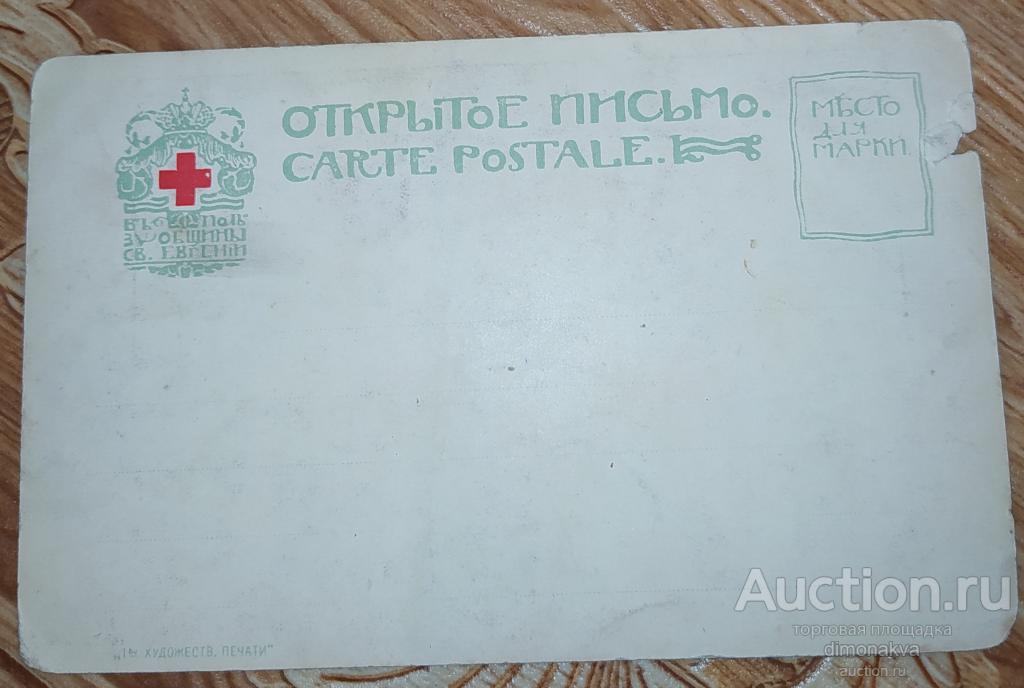 ОТКРЫТОЕ ПИСЬМО.
CARTE POSTALE.
МѢСТО
ДЛЯ
МАРКИ.
ВЪ ПОЛЬ
ЗУ ОБЩИНЫ
СВ. ЕВГЕНІИ
ХУДОЖЕСТВ. ПЕЧАТИ"
Auction.ru
торговая площадка
dimonakva
auction.ru